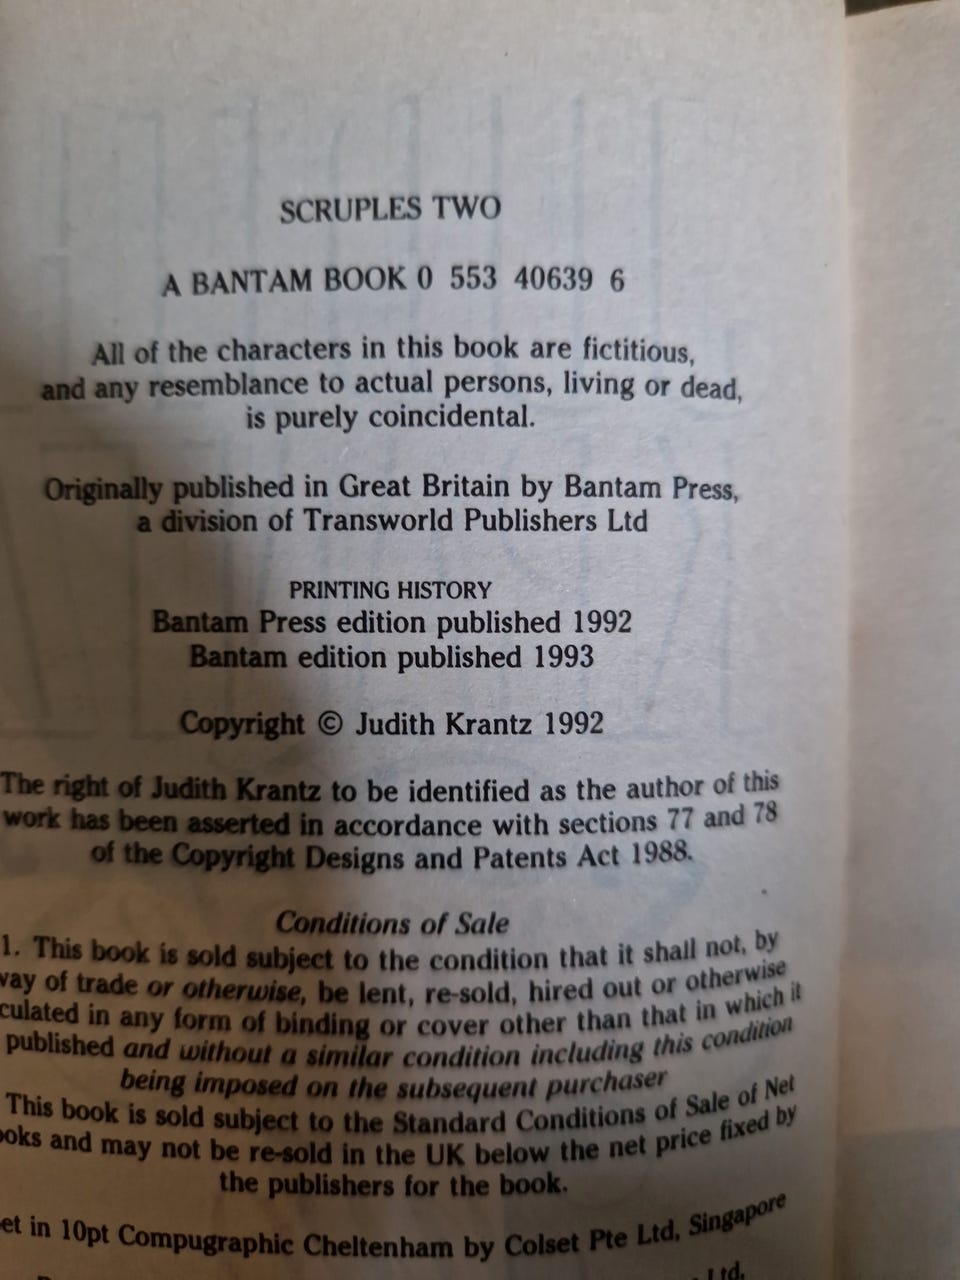 SCRUPLES TWO
A BANTAM BOOK 0 553 40639 6
All of the characters in this book are fictitious,
and any resemblance to actual persons, living or dead,
is purely coincidental.
Originally published in Great Britain by Bantam Press,
a division of Transworld Publishers Ltd
PRINTING HISTORY
Bantam Press edition published 1992
Bantam edition published 1993
Copyright © Judith Krantz 1992
The right of Judith Krantz to be identified as the author of this
work has been asserted in accordance with sections 77 and 78
of the Copyright Designs and Patents Act 1988.
Conditions of Sale
1. This book is sold subject to the condition that it shall not, by
way of trade or otherwise, be lent, re-sold, hired out or otherwise
culated in any form of binding or cover other than that in which it
published and without a similar condition including this condition
being imposed on the subsequent purchaser
This book is sold subject to the Standard Conditions of Sale of Net
ooks and may not be re-sold in the UK below the net price fixed by
the publishers for the book.
et in 10pt Compugraphic Cheltenham by Colset Pte Ltd, Singapore
Ltd,